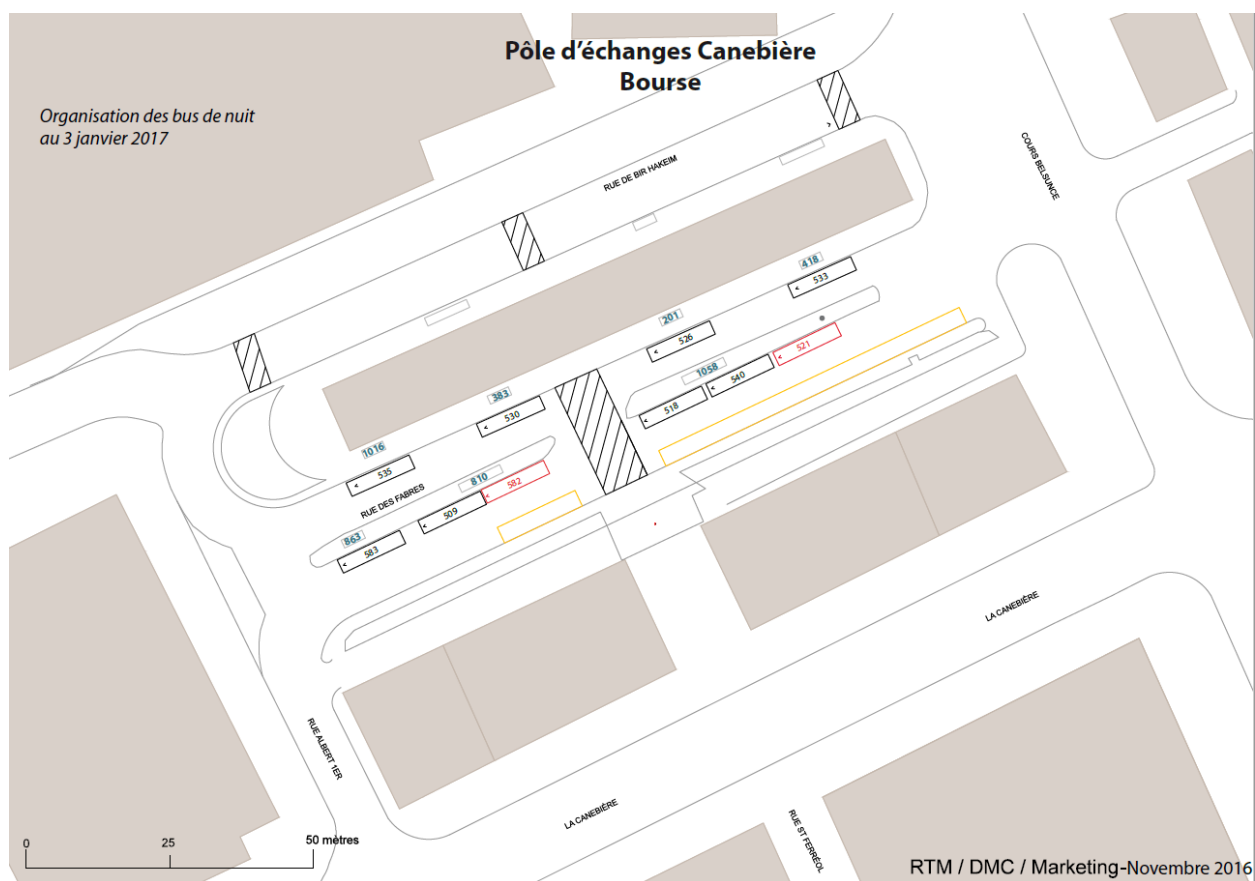 Pôle d'échanges Canebière
Bourse
Organisation des bus de nuit
au 3 janvier 2017
RUE DE BIR HAKEIM
COURS BELSUNCE
418
533
201
526
521
1058
540
518
383
530
1016
535
810
582
RUE DES FABRES
509
863
583
LA CANEBIÈRE
RUE ALBERT 1ER
LA CANEBIÈRE
RUE ST FERRÉOL
0 25 50 mètres
RTM / DMC / Marketing-Novembre 2016